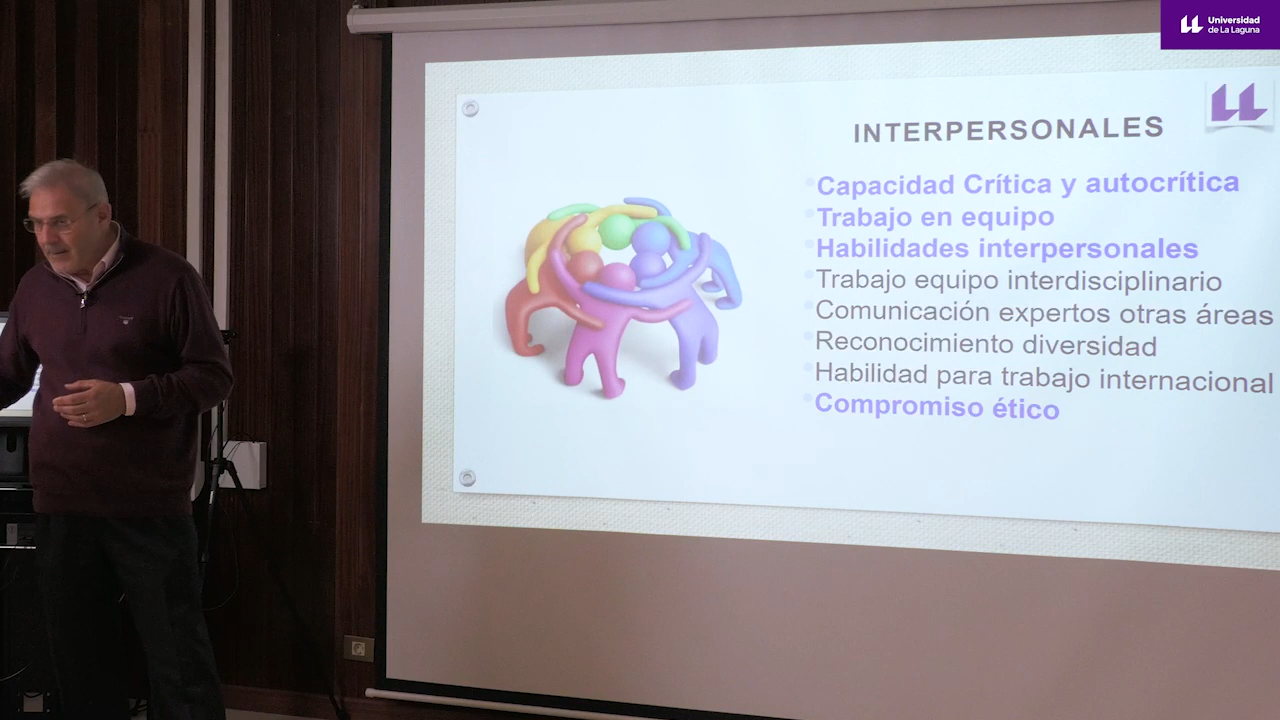 Universidad
de La Laguna
INTERPERSONALES
Capacidad Crítica y autocrítica
Trabajo en equipo
Habilidades interpersonales
Trabajo equipo interdisciplinario
Comunicación expertos otras áreas
Reconocimiento diversidad
Habilidad para trabajo internacional
Compromiso ético